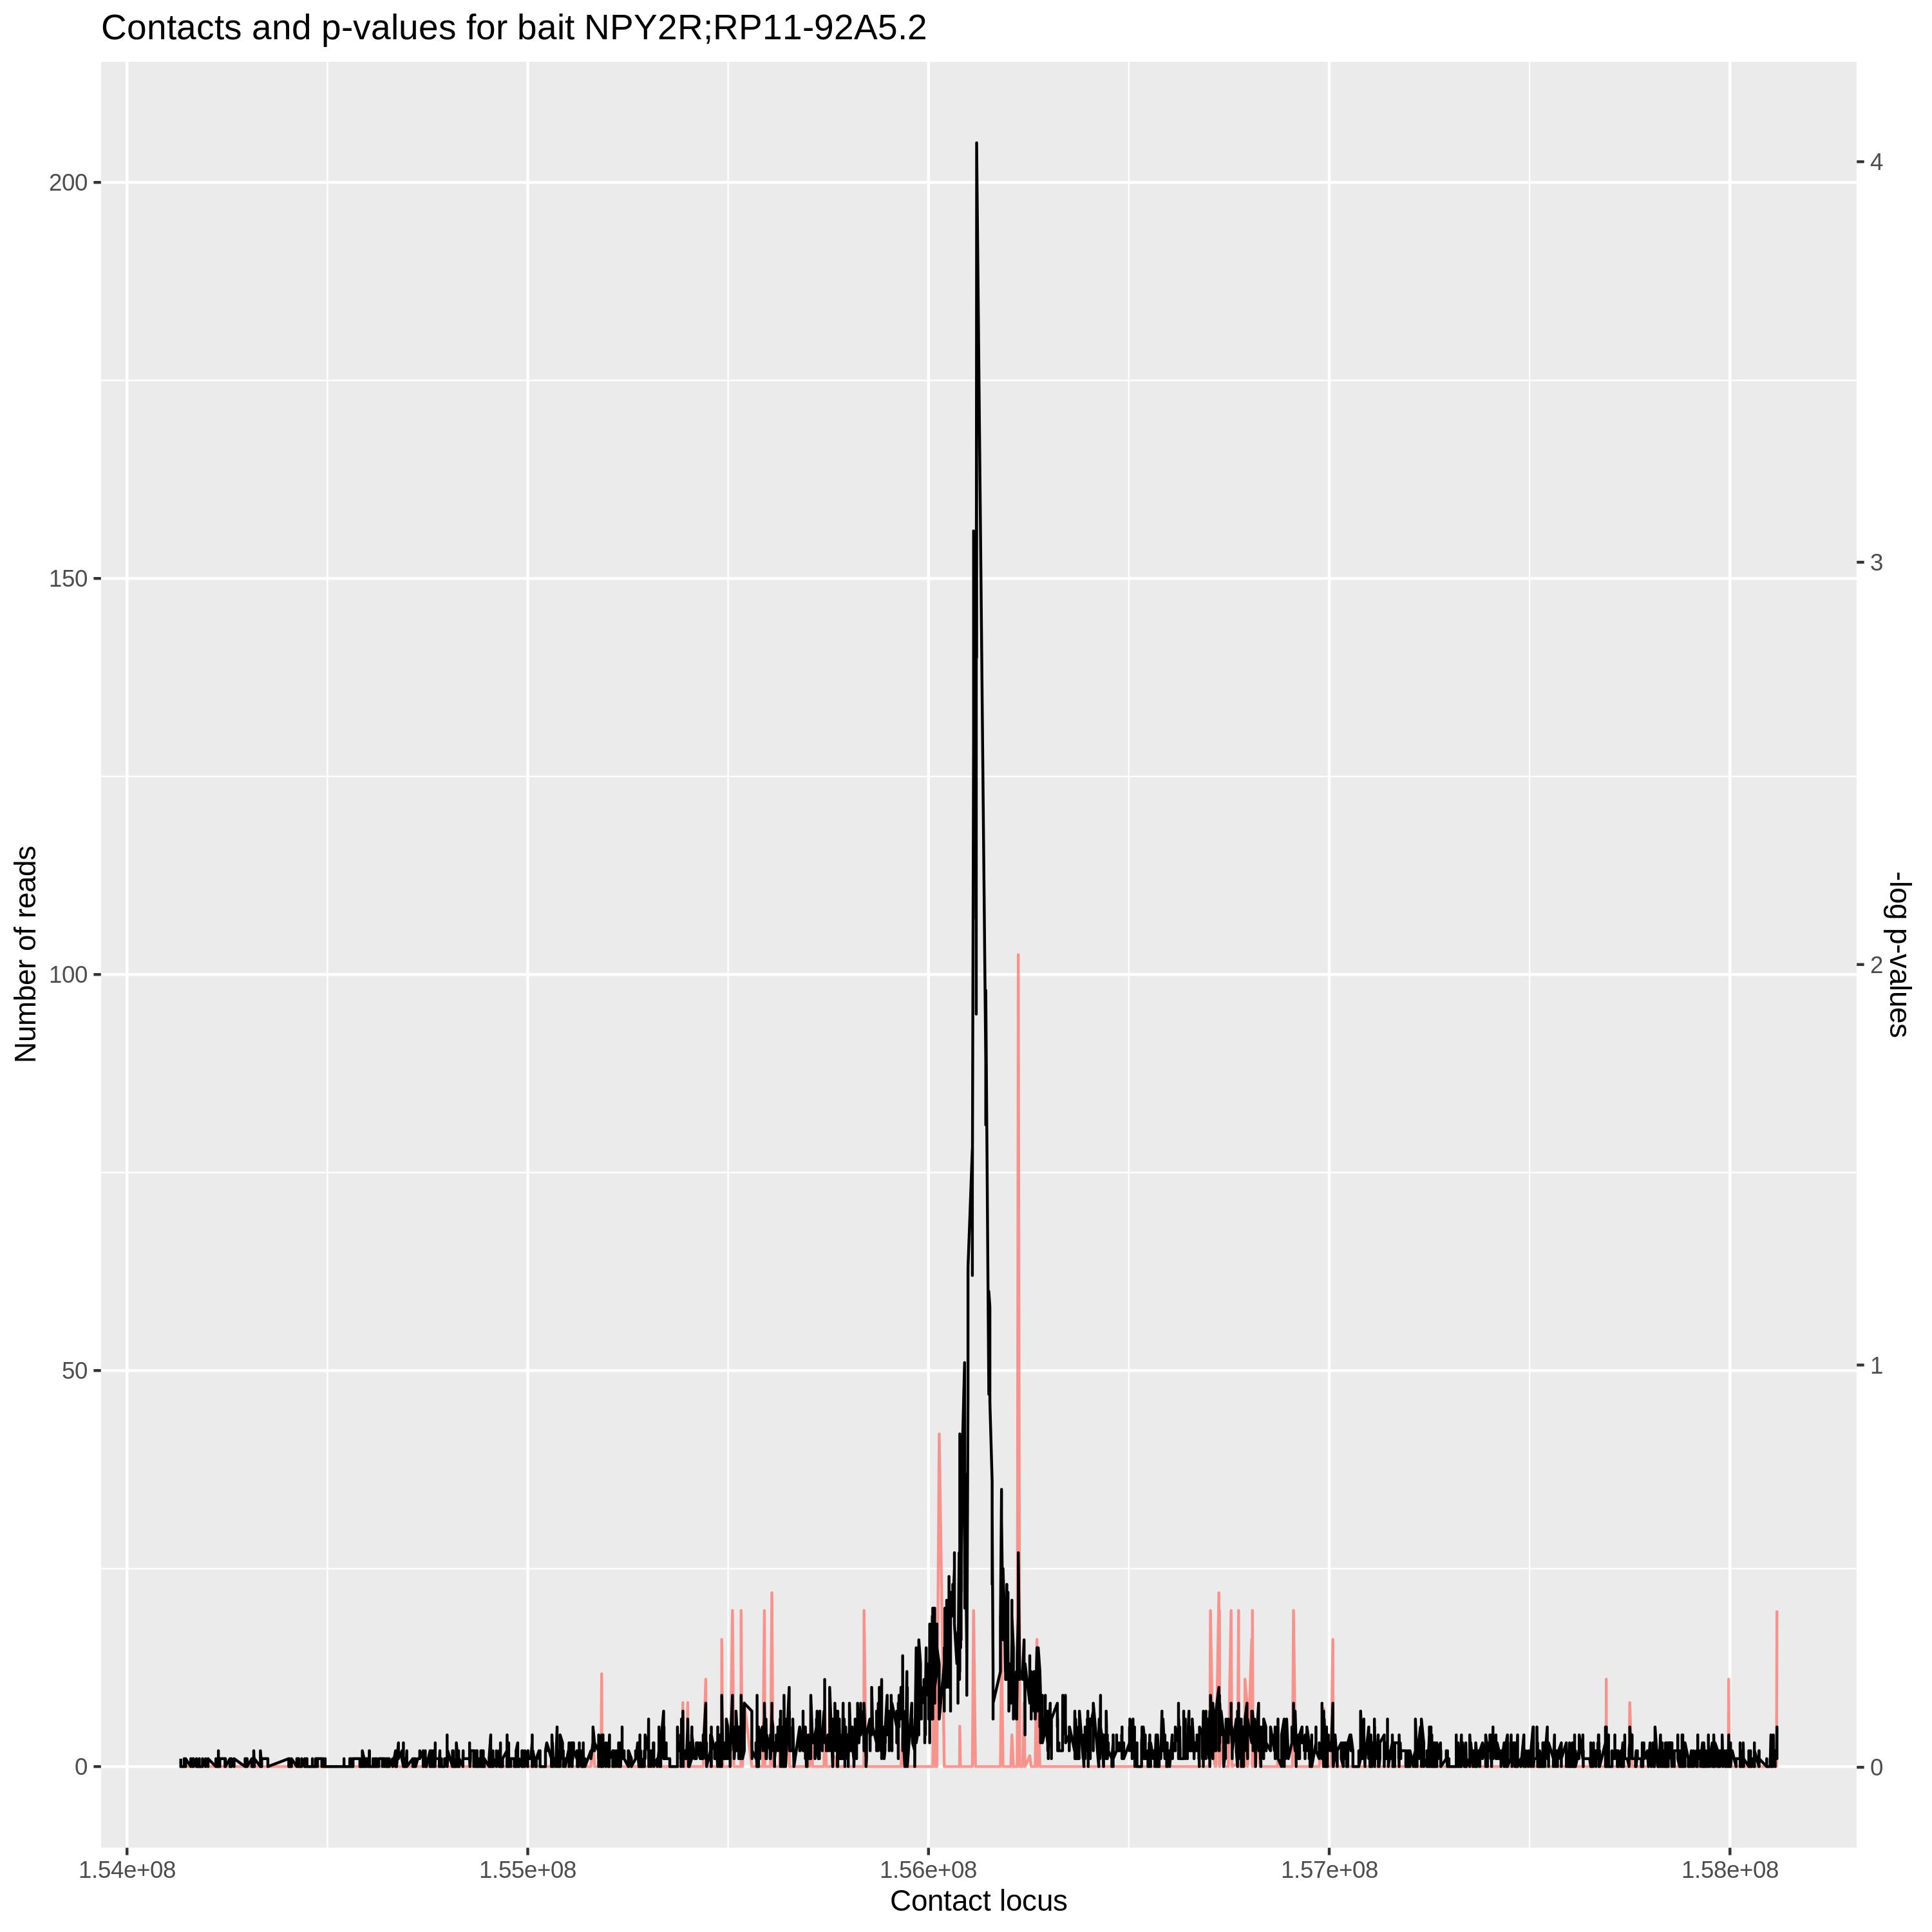 Contacts and p-values for bait NPY2R;RP11-92A5.2
200
150
100
50
0
Number of reads
4
3
2
1
0
-log p-values
1.54e+08 1.55e+08 1.56e+08 1.57e+08 1.58e+08
Contact locus